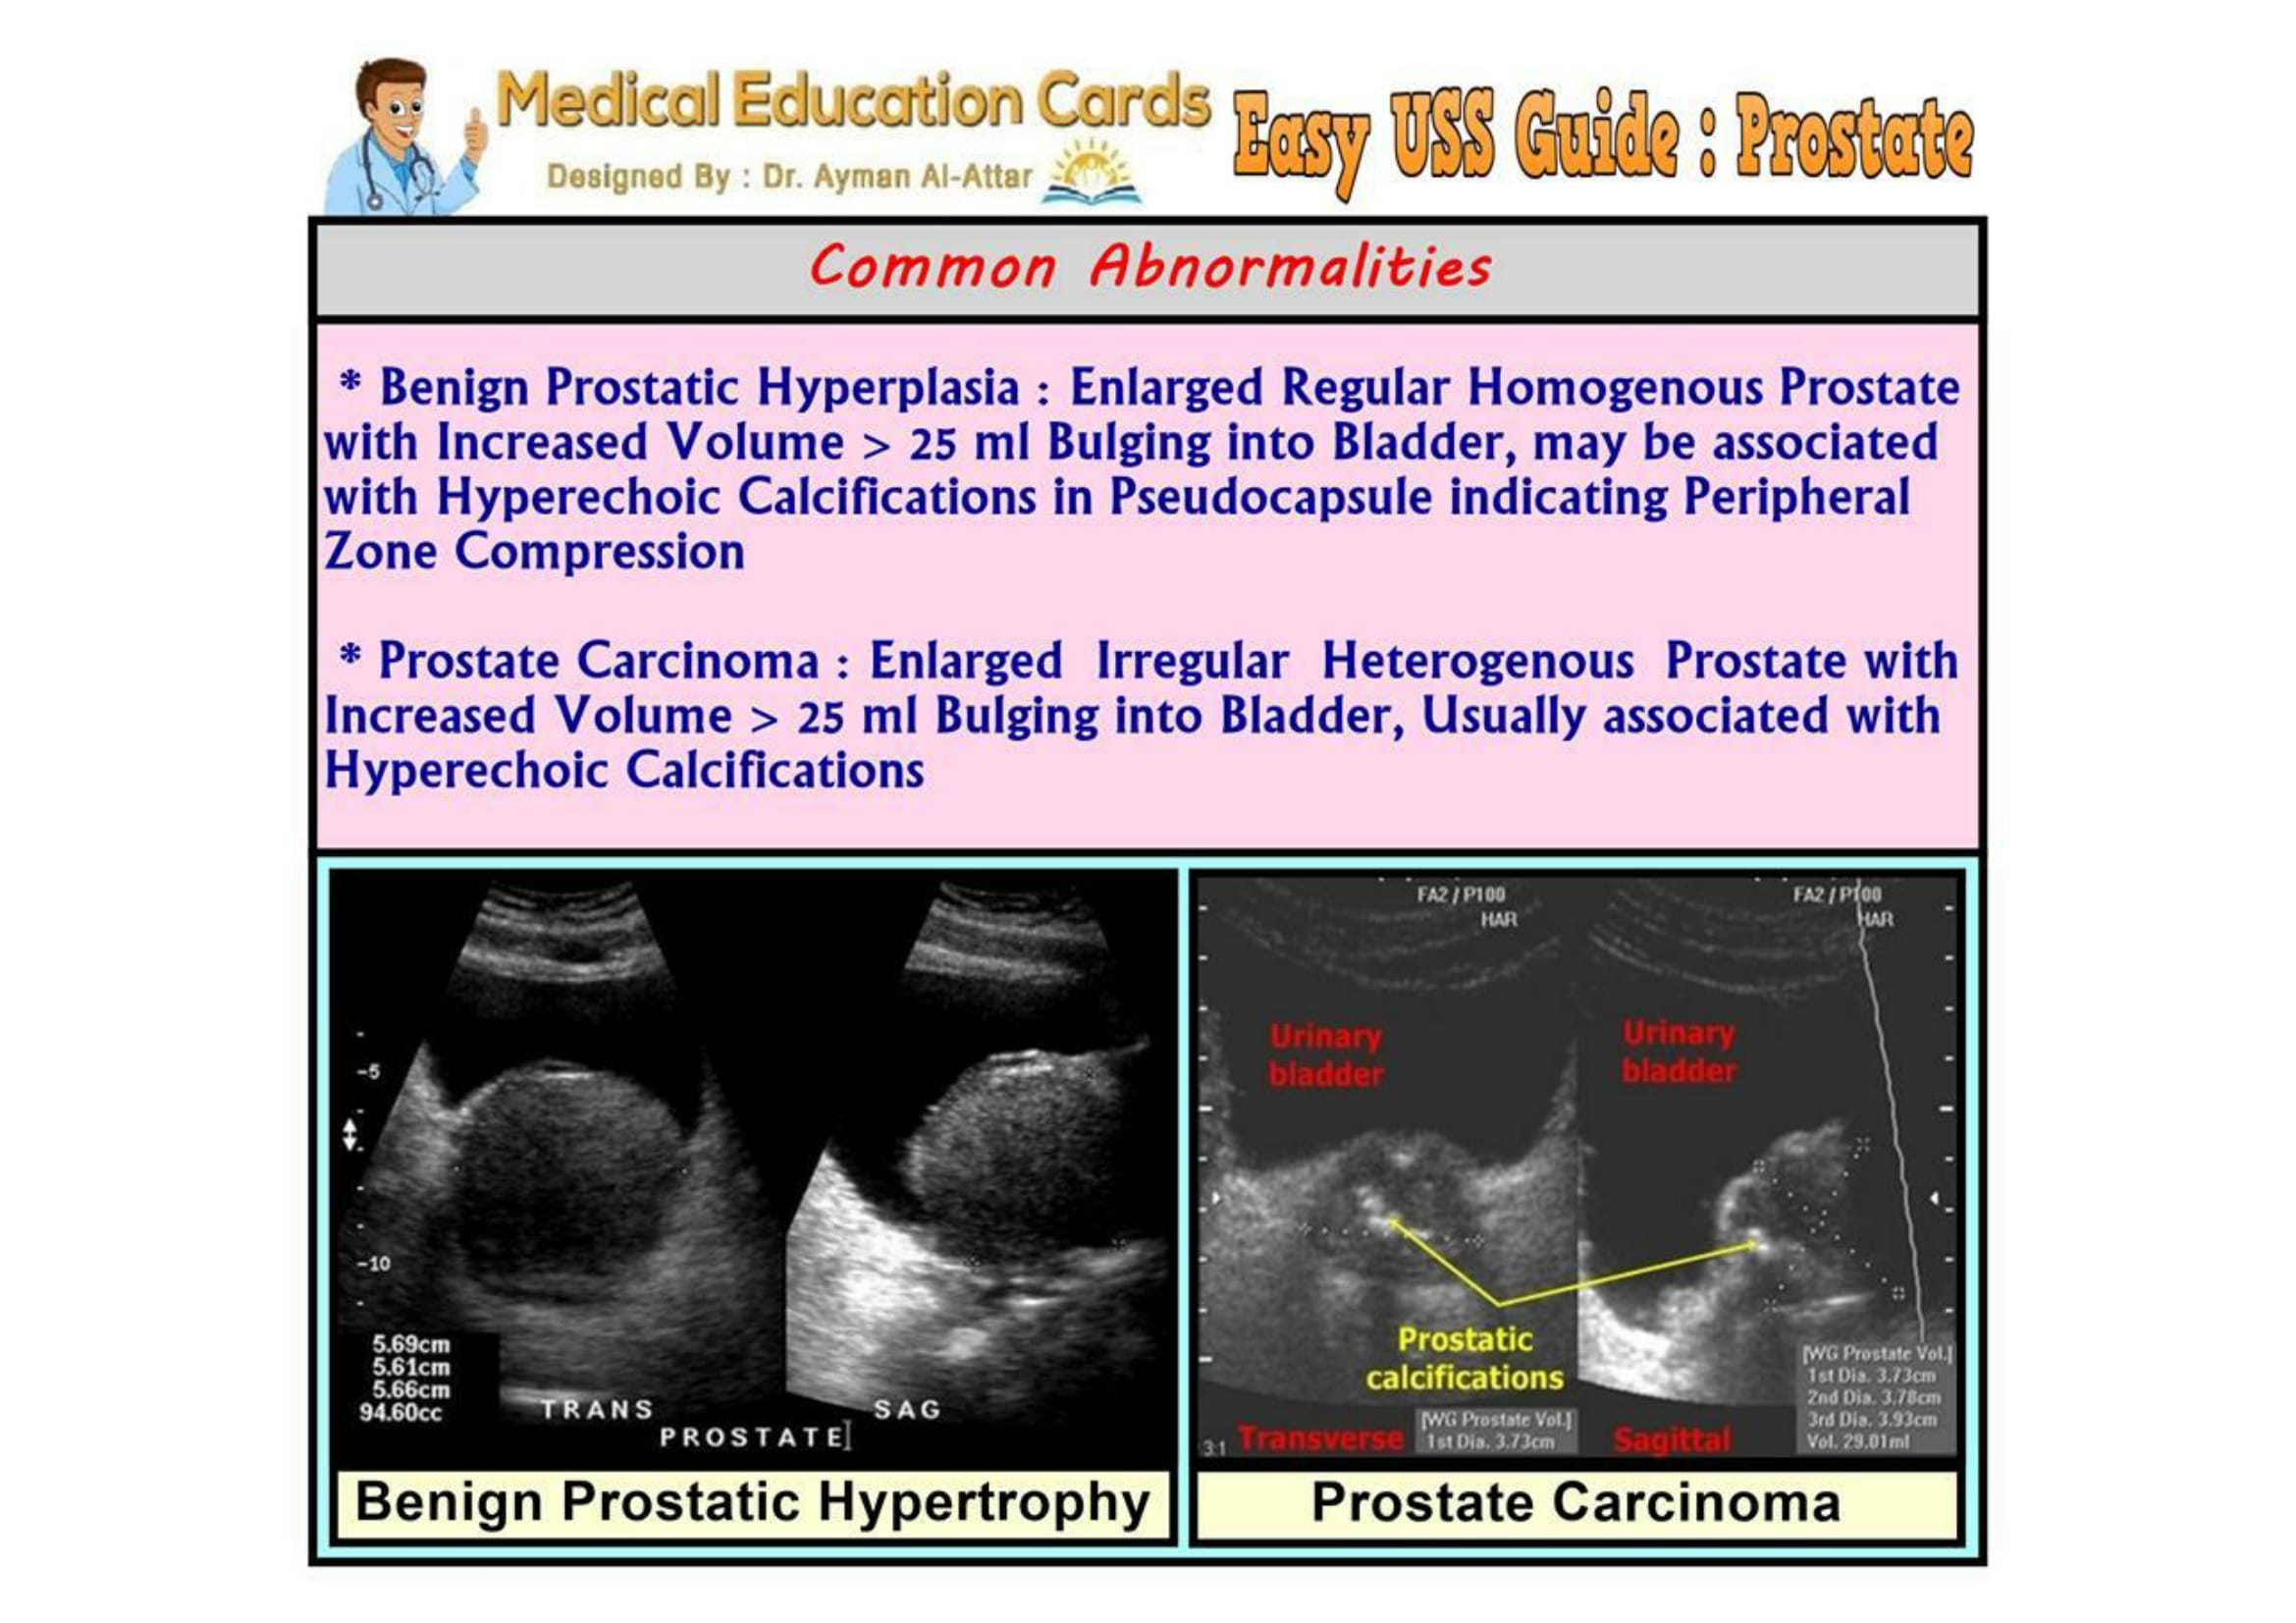 Medical Education Cards
Designed By : Dr. Ayman Al-Attar
Easy USS Guide : Prostate
Common Abnormalities
* Benign Prostatic Hyperplasia : Enlarged Regular Homogenous Prostate
with Increased Volume > 25 ml Bulging into Bladder, may be associated
with Hyperechoic Calcifications in Pseudocapsule indicating Peripheral
Zone Compression
* Prostate Carcinoma : Enlarged Irregular Heterogenous Prostate with
Increased Volume > 25 ml Bulging into Bladder, Usually associated with
Hyperechoic Calcifications
-5
-10
5.69cm
5.61cm
5.66cm
94.60cc
TRANS
SAG
PROSTATE
Benign Prostatic Hypertrophy
FA2 / P100
HAR
FA2 / P100
HAR
Urinary
bladder
Urinary
bladder
Prostatic
calcifications
3:1
Transverse
[WG Prostate Vol.]
1st Dia. 3.73cm
Sagittal
[WG Prostate Vol.]
1st Dia. 3.73cm
2nd Dia. 3.78cm
3rd Dia. 3.93cm
Vol. 29.01ml
Prostate Carcinoma